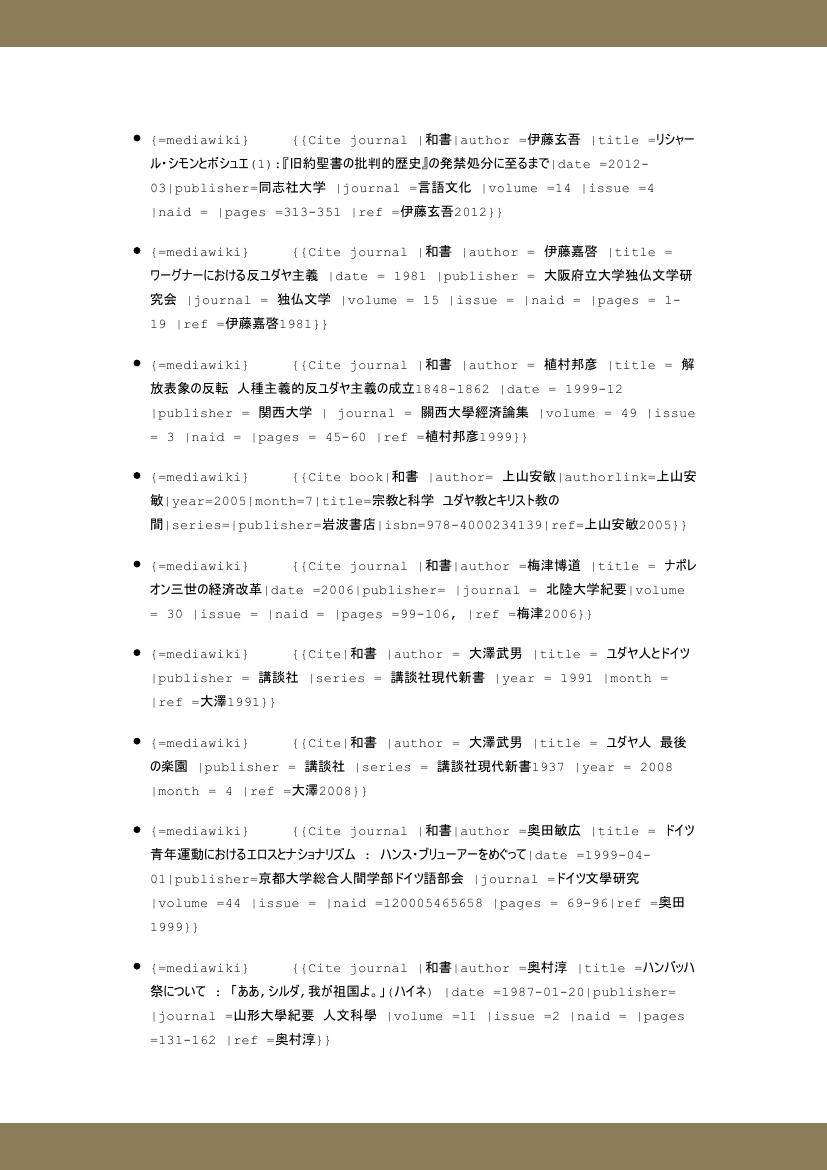 • {=mediawiki} {{Cite journal |和書|author =伊藤玄吾 |title =リシャー
ル・シモンとボシュエ(1):『旧約聖書の批判的歴史』の発禁処分に至るまで|date =2012-
03|publisher=同志社大学 |journal =言語文化 |volume =14 |issue =4
|naid = |pages =313-351 |ref =伊藤玄吾2012}}
• {=mediawiki} {{Cite journal |和書 |author = 伊藤嘉啓 |title =
ワーグナーにおける反ユダヤ主義 |date = 1981 |publisher = 大阪府立大学独仏文学研
究会 |journal = 独仏文学 |volume = 15 |issue = |naid = |pages = 1-
19 |ref =伊藤嘉啓1981}}
• {=mediawiki} {{Cite journal |和書 |author = 植村邦彦 |title = 解
放表象の反転 人種主義的反ユダヤ主義の成立1848-1862 |date = 1999-12
|publisher = 関西大学 | journal = 關西大學經済論集 |volume = 49 |issue
= 3 |naid = |pages = 45-60 |ref =植村邦彦1999}}
• {=mediawiki} {{Cite book|和書 |author= 上山安敏|authorlink=上山安
敏|year=2005|month=7|title=宗教と科学 ユダヤ教とキリスト教の
間|series=|publisher=岩波書店|isbn=978-4000234139|ref=上山安敏2005}}
• {=mediawiki} {{Cite journal |和書|author =梅津博道 |title = ナポレ
オン三世の経済改革|date =2006|publisher= |journal = 北陸大学紀要|volume
= 30 |issue = |naid = |pages =99-106, |ref =梅津2006}}
• {=mediawiki} {{Cite|和書 |author = 大澤武男 |title = ユダヤ人とドイツ
|publisher = 講談社 |series = 講談社現代新書 |year = 1991 |month =
|ref =大澤1991}}
• {=mediawiki} {{Cite|和書 |author = 大澤武男 |title = ユダヤ人 最後
の楽園 |publisher = 講談社 |series = 講談社現代新書1937 |year = 2008
|month = 4 |ref =大澤2008}}
• {=mediawiki} {{Cite journal |和書|author =奥田敏広 |title = ドイツ
青年運動におけるエロスとナショナリズム : ハンス・ブリューアーをめぐって|date =1999-04-
01|publisher=京都大学総合人間学部ドイツ語部会 |journal =ドイツ文學研究
|volume =44 |issue = |naid =120005465658 |pages = 69-96|ref =奥田
1999}}
• {=mediawiki} {{Cite journal |和書|author =奥村淳 |title =ハンバッハ
祭について : 「ああ,シルダ,我が祖国よ。」(ハイネ) |date =1987-01-20|publisher=
|journal =山形大學紀要 人文科學 |volume =11 |issue =2 |naid = |pages
=131-162 |ref =奥村淳}}